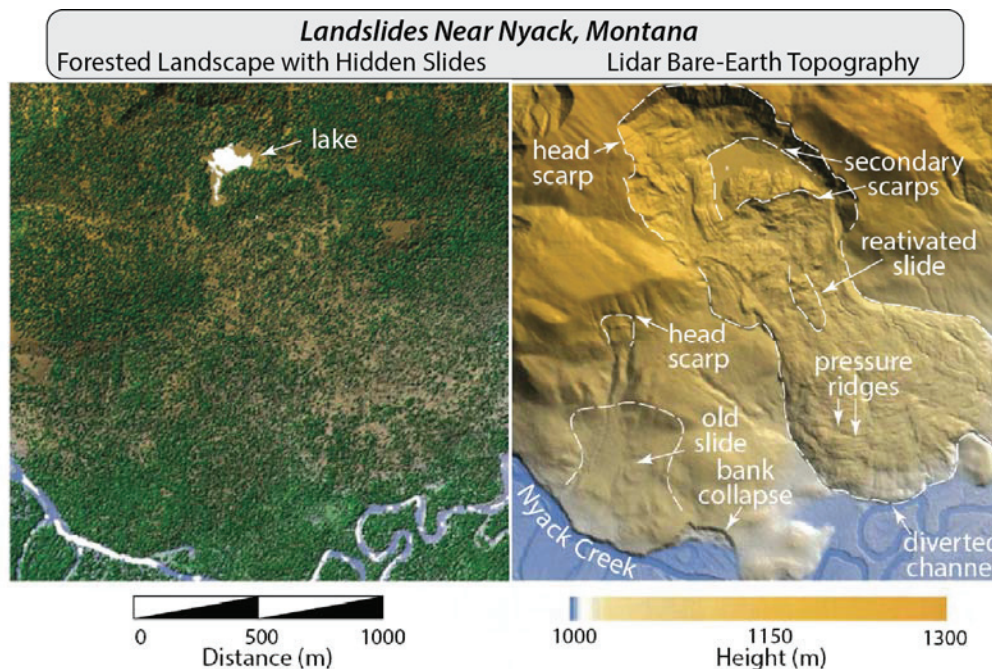 Landslides Near Nyack, Montana
Forested Landscape with Hidden Slides
Lidar Bare-Earth Topography
lake
head
scarp
secondary
scarps
reativated
slide
head
scarp
pressure
ridges
old
slide
bank
collapse
Nyack Creek
diverted
channel
0
500
1000
Distance (m)
1000
1150
1300
Height (m)